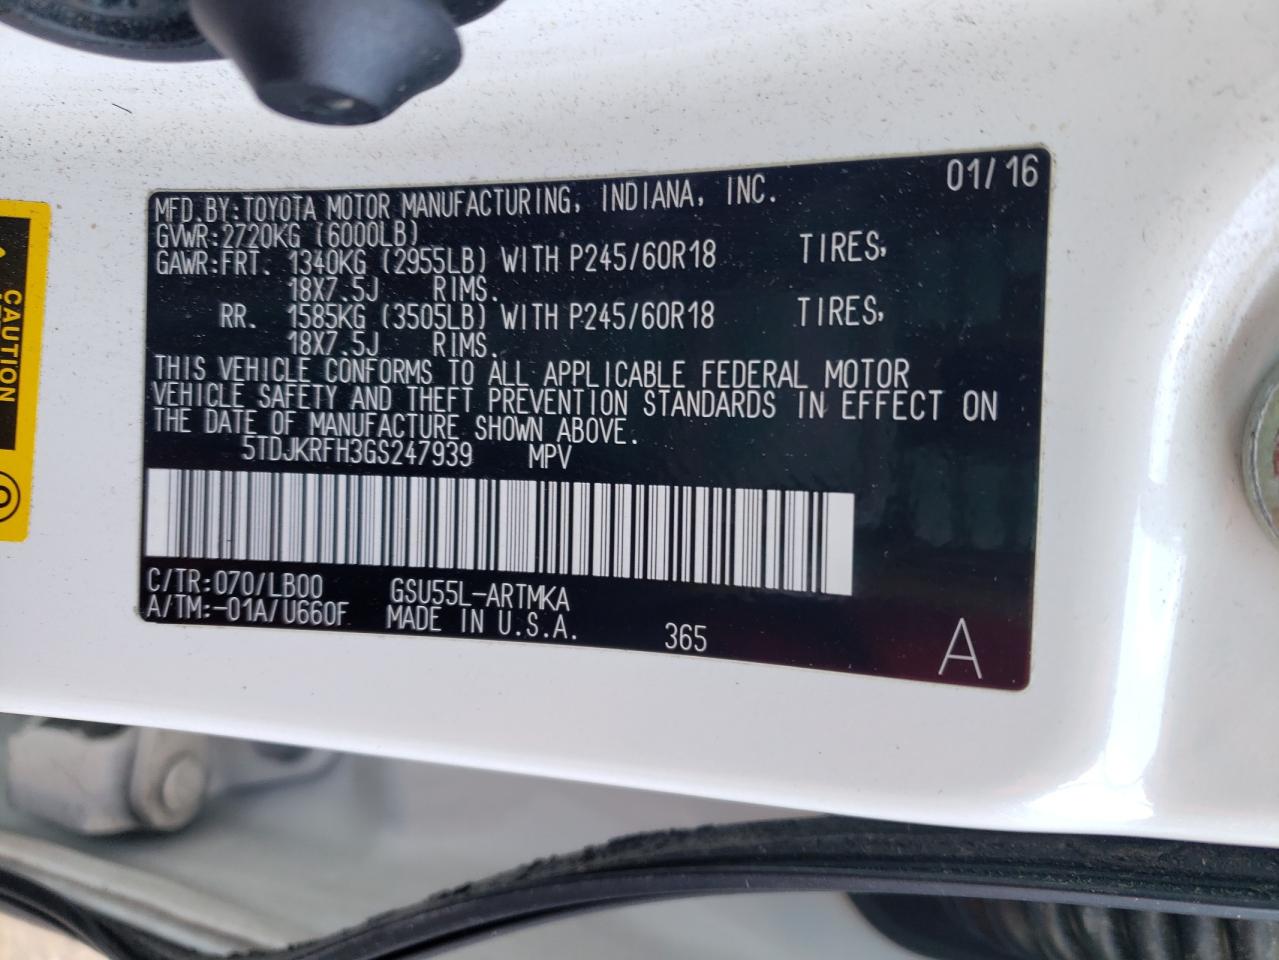 01/16
MFD.BY:TOYOTA MOTOR MANUFACTURING, INDIANA, INC.
GVWR:2720KG (6000LB)
GAWR:FRT. 1340KG (2955LB) WITH P245/60R18 TIRES,
18X7.5J RIMS.
RR. 1585KG (3505LB) WITH P245/60R18 TIRES,
18X7.5J RIMS.
THIS VEHICLE CONFORMS TO ALL APPLICABLE FEDERAL MOTOR
VEHICLE SAFETY AND THEFT PREVENTION STANDARDS IN EFFECT ON
THE DATE OF MANUFACTURE SHOWN ABOVE.
5TDJKRFH3GS247939 MPV
C/TR:070/LB00 GSU55L-ARTMKA
A/TM:-01A/U660F MADE IN U.S.A. 365 A
CAUTION